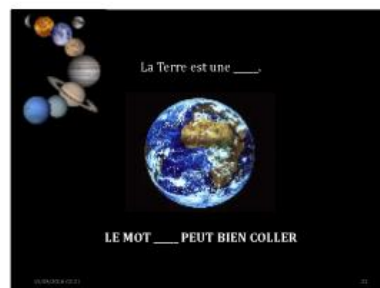 La Terre est une ____.
LE MOT ____ PEUT BIEN COLLER